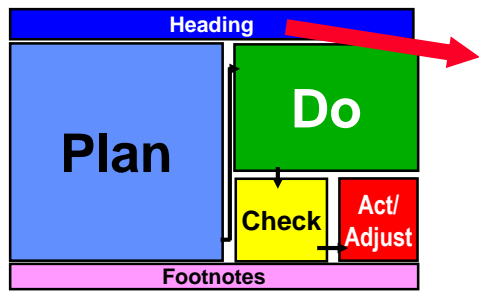 Heading
Plan
Do
Check
Act/
Adjust
Footnotes